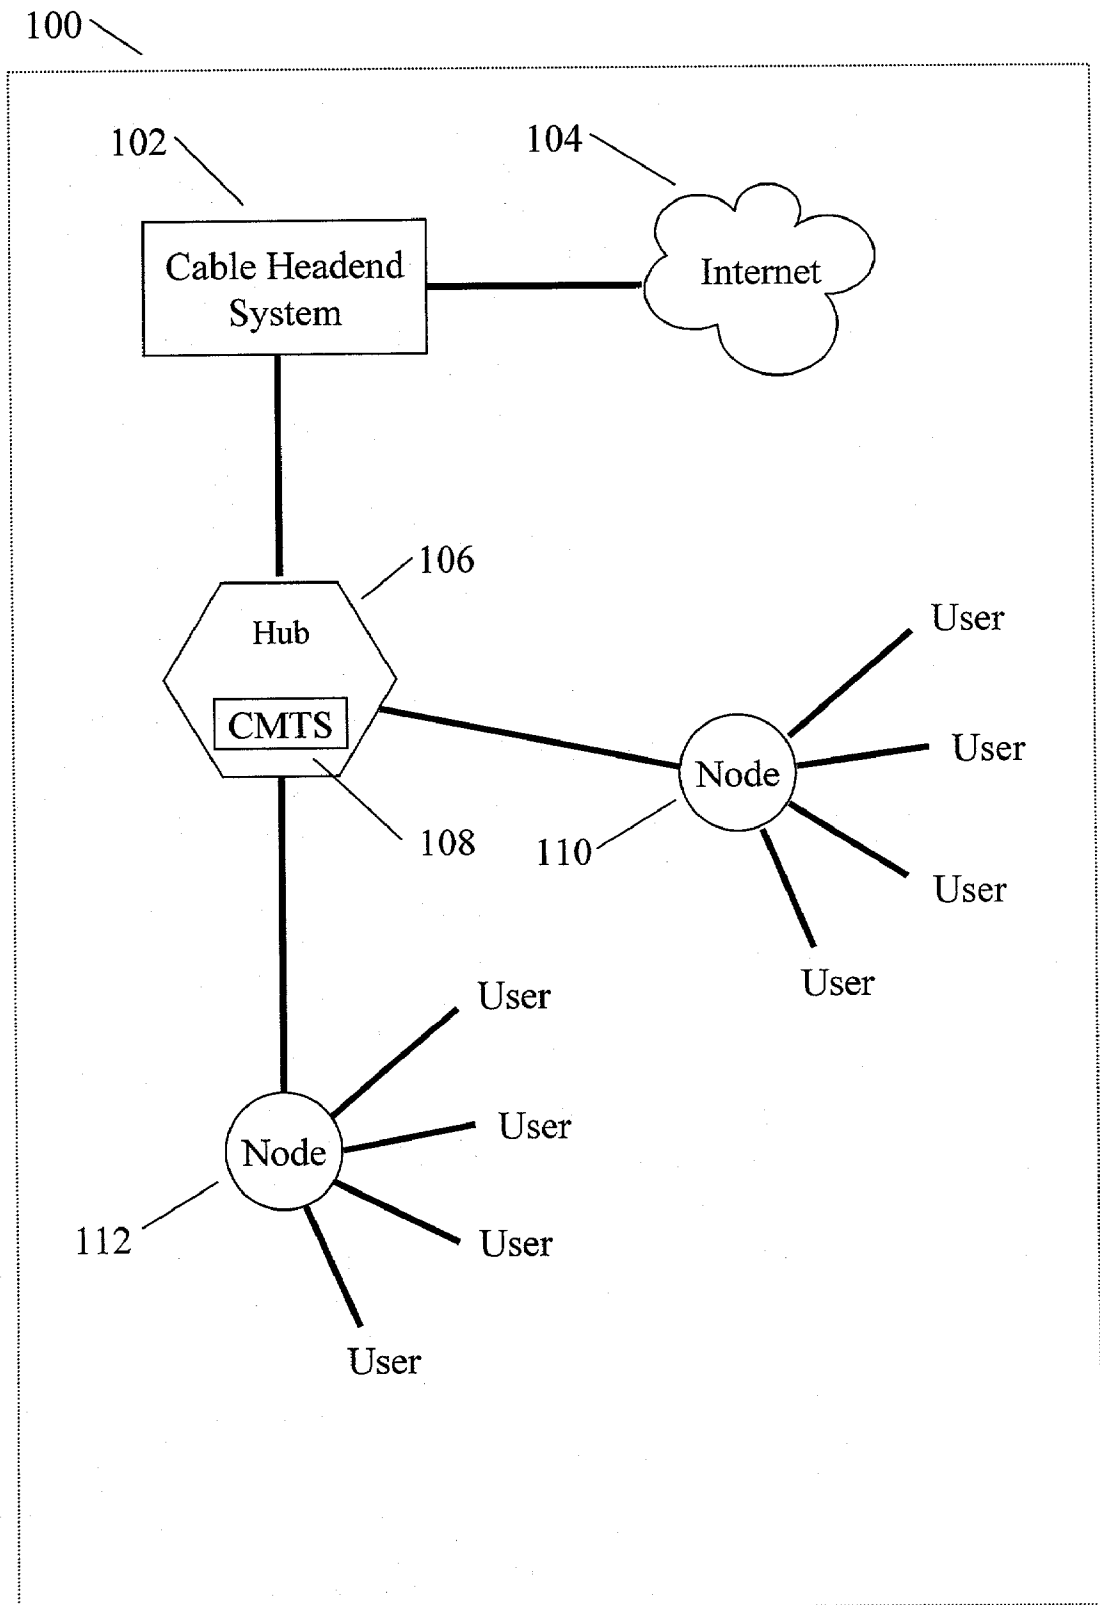 100
102
104
Cable Headend
System
Internet
106
Hub
CMTS
108
User
User
Node
110
User
User
User
User
Node
112
User
User